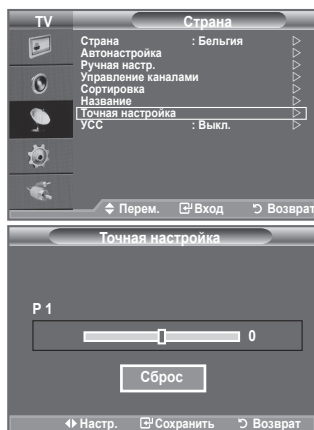 TV Страна
Страна : Бельгия
Автонастройка
Ручная настр.
Управление каналами
Сортировка
Название
Точная настройка
УСС : Выкл.
Перем. Вход Возврат
Точная настройка
P 1
0
Сброс
Настр. Сохранить Возврат